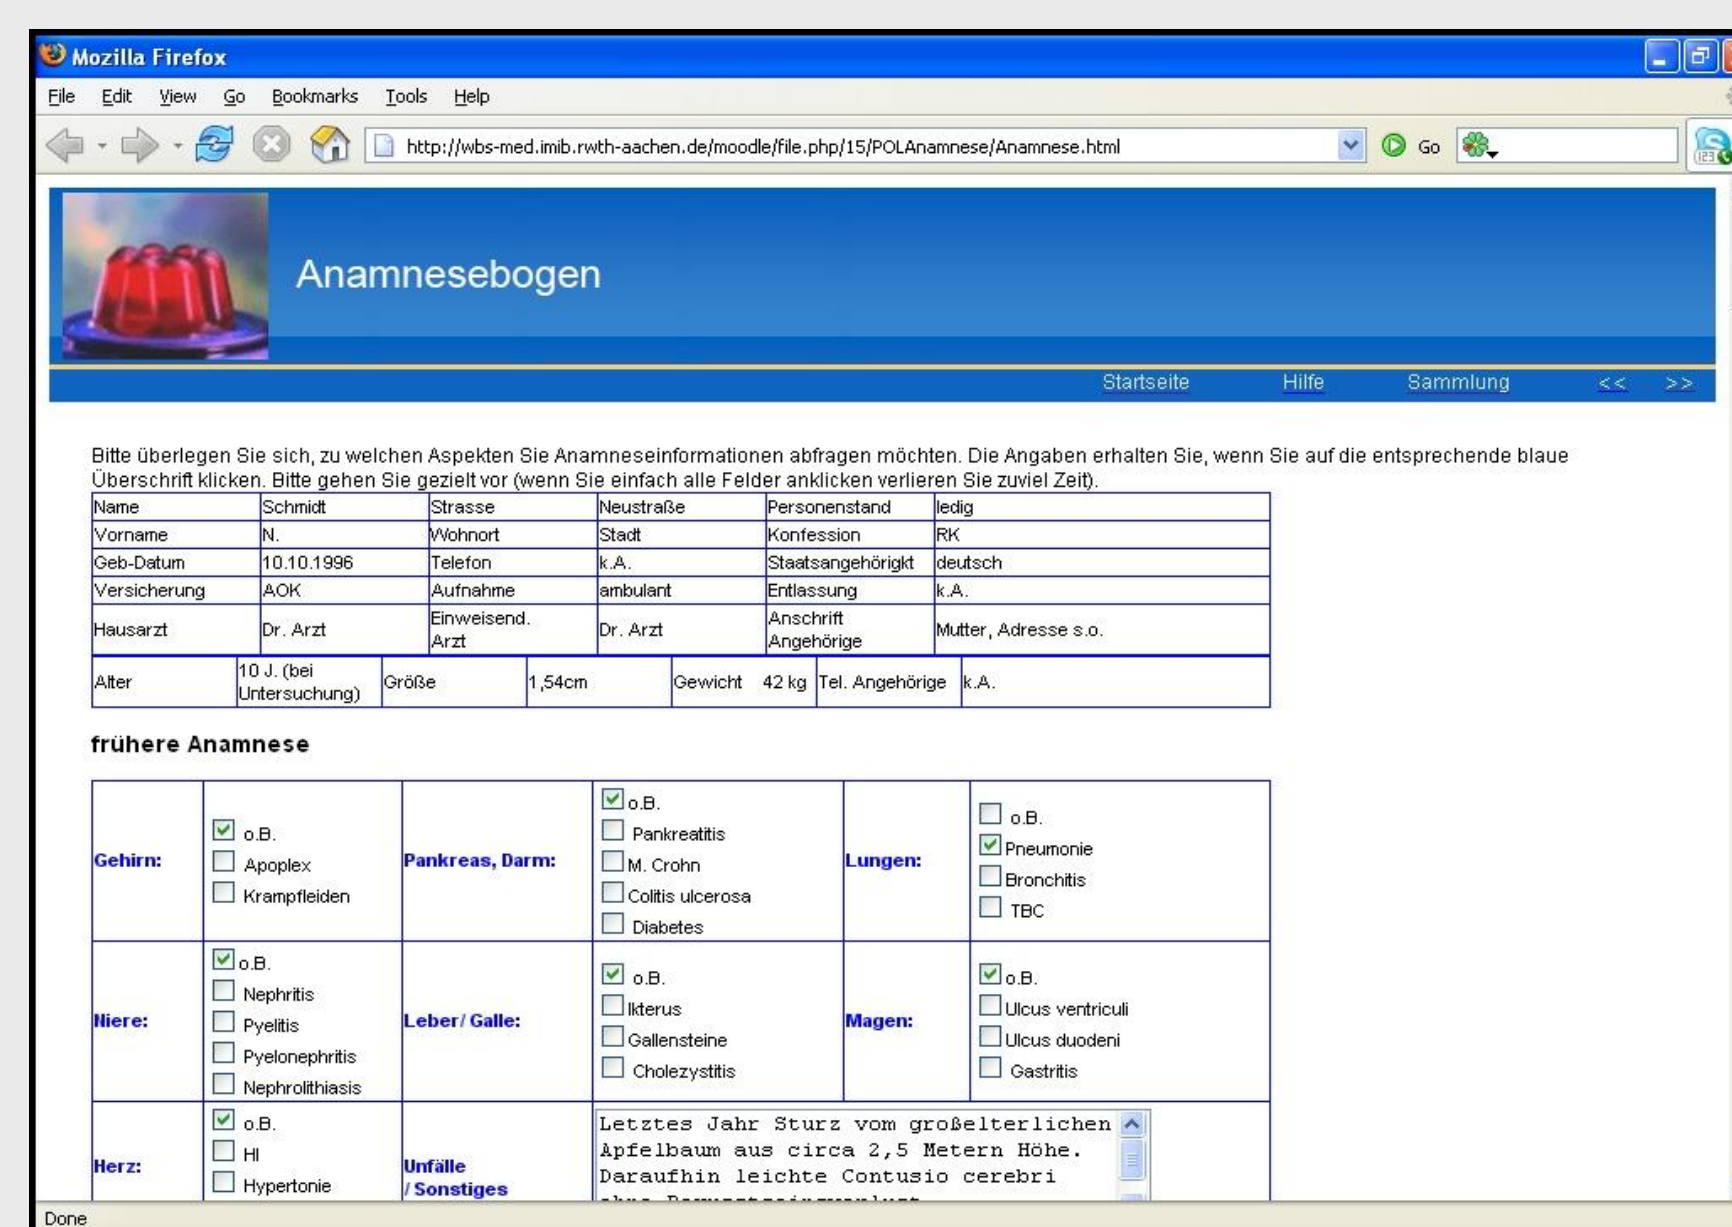 Mozilla Firefox
File Edit View Go Bookmarks Tools Help
http://wbs-med.imib.rwth-aachen.de/moodle/file.php/15/POLAnamnese/Anamnese.html Go
Anamnesebogen
Startseite Hilfe Sammlung << >>
Bitte überlegen Sie sich, zu welchen Aspekten Sie Anamneseinformationen abfragen möchten. Die Angaben erhalten Sie, wenn Sie auf die entsprechende blaue
Überschrift klicken. Bitte gehen Sie gezielt vor (wenn Sie einfach alle Felder anklicken verlieren Sie zuviel Zeit).
Name Schmidt Strasse Neustraße Personenstand ledig
Vorname N. Wohnort Stadt Konfession RK
Geb-Datum 10.10.1996 Telefon k.A. Staatsangehörigkt deutsch
Versicherung AOK Aufnahme ambulant Entlassung k.A.
Hausarzt Dr. Arzt Einweisend. Arzt Dr. Arzt Anschrift Angehörige Mutter, Adresse s.o.
Alter 10 J. (bei Untersuchung) Größe 1,54cm Gewicht 42 kg Tel. Angehörige k.A.
frühere Anamnese
Gehirn:
o.B.
Apoplex
Krampfleiden
Pankreas, Darm:
o.B.
Pankreatitis
M. Crohn
Colitis ulcerosa
Diabetes
Lungen:
o.B.
Pneumonie
Bronchitis
TBC
Niere:
o.B.
Nephritis
Pyelitis
Pyelonephritis
Nephrolithiasis
Leber/ Galle:
o.B.
Ikterus
Gallensteine
Cholezystitis
Magen:
o.B.
Ulcus ventriculi
Ulcus duodeni
Gastritis
Herz:
o.B.
HI
Hypertonie
Unfälle
/ Sonstiges
Letztes Jahr Sturz vom großelterlichen
Apfelbaum aus circa 2,5 Metern Höhe.
Daraufhin leichte Contusio cerebri
Done